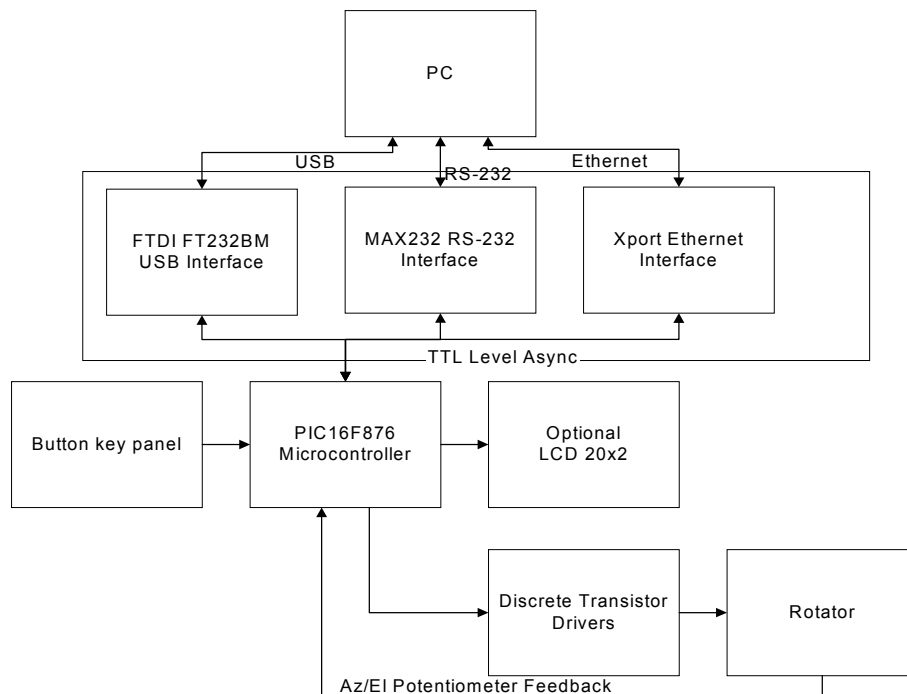 PC
USB
RS-232
Ethernet
FTDI FT232BM
USB Interface
MAX232 RS-232
Interface
Xport Ethernet
Interface
TTL Level Async
Button key panel
PIC16F876
Microcontroller
Optional
LCD 20x2
Discrete Transistor
Drivers
Rotator
Az/El Potentiometer Feedback